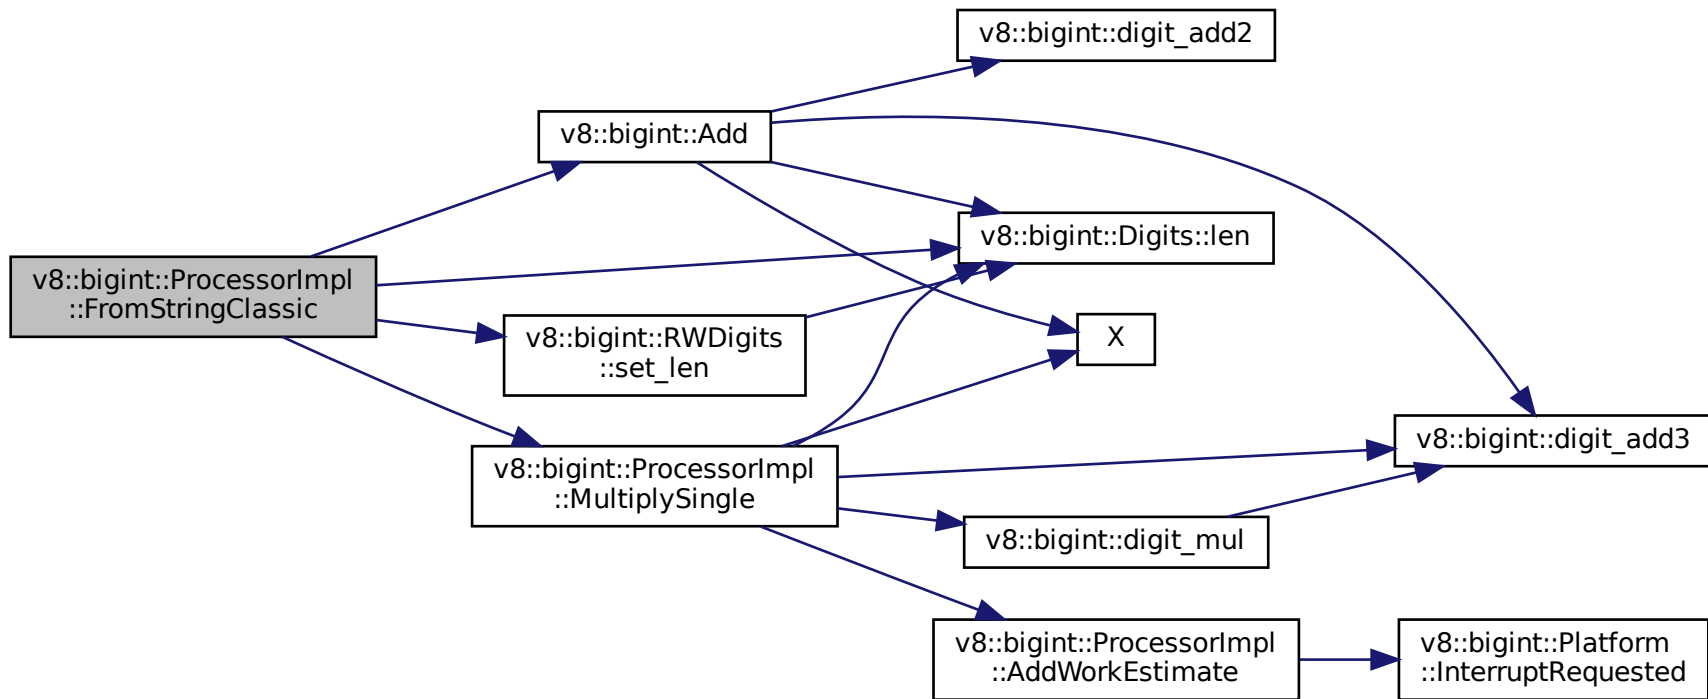 v8::bigint::digit_add2
v8::bigint::Add
v8::bigint::Digits::len
v8::bigint::ProcessorImpl
::FromStringClassic
X
v8::bigint::RWDigits
::set_len
v8::bigint::digit_add3
v8::bigint::ProcessorImpl
::MultiplySingle
v8::bigint::digit_mul
v8::bigint::ProcessorImpl
::AddWorkEstimate
v8::bigint::Platform
::InterruptRequested